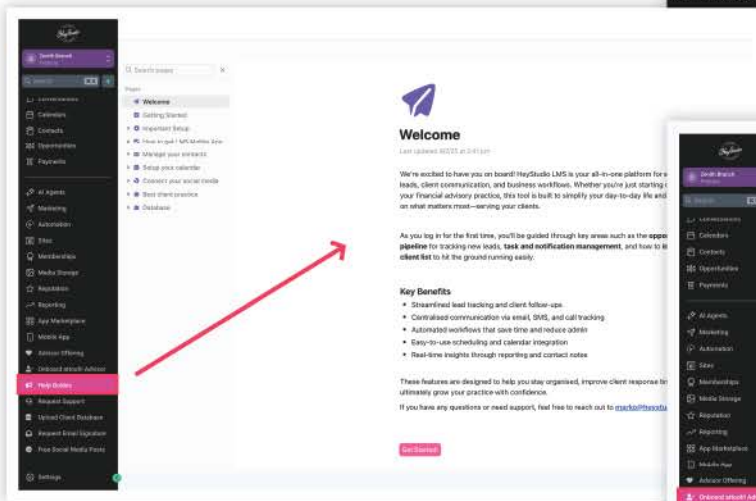 HeyStudio
Zenith Branch
Search
Conversations
Calendars
Contacts
Opportunities
Payments
AI Agents
Marketing
Automation
Sites
Memberships
Media Storage
Reputation
Reporting
App Marketplace
Mobile App
Advisor Offering
Help Guides
Request Support
Upload Client Database
Request Email Signature
Free Social Media Posts
Settings
Search pages
Pages
Welcome
Getting Started
Important Setup
Manage your contacts
Setup your calendar
Connect your social media
Best client practice
Database
Welcome
We're excited to have you on board! HeyStudio LMS is your all-in-one platform for
leads, client communication, and business workflows. Whether you're just starting
your financial advisory practice, this tool is built to simplify your day-to-day life and
on what matters most—serving your clients.
As you log in for the first time, you'll be guided through key areas such as the
pipeline for tracking new leads, task and notification management, and how to
client list to hit the ground running easily.
Key Benefits
• Streamlined lead tracking and client follow-ups
• Centralised communication via email, SMS, and call tracking
• Automated workflows that save time and reduce admin
• Easy-to-use scheduling and calendar integration
• Real-time insights through reporting and contact notes
These features are designed to help you stay organised, improve client response
ultimately grow your practice with confidence.
If you have any questions or need support, feel free to reach out to
Get Started
HeyStudio
Zenith Branch
Conversations
Calendars
Contacts
Opportunities
Payments
AI Agents
Marketing
Automation
Sites
Memberships
Media Storage
Reputation
Reporting
App Marketplace
Mobile App
Advisor Offering